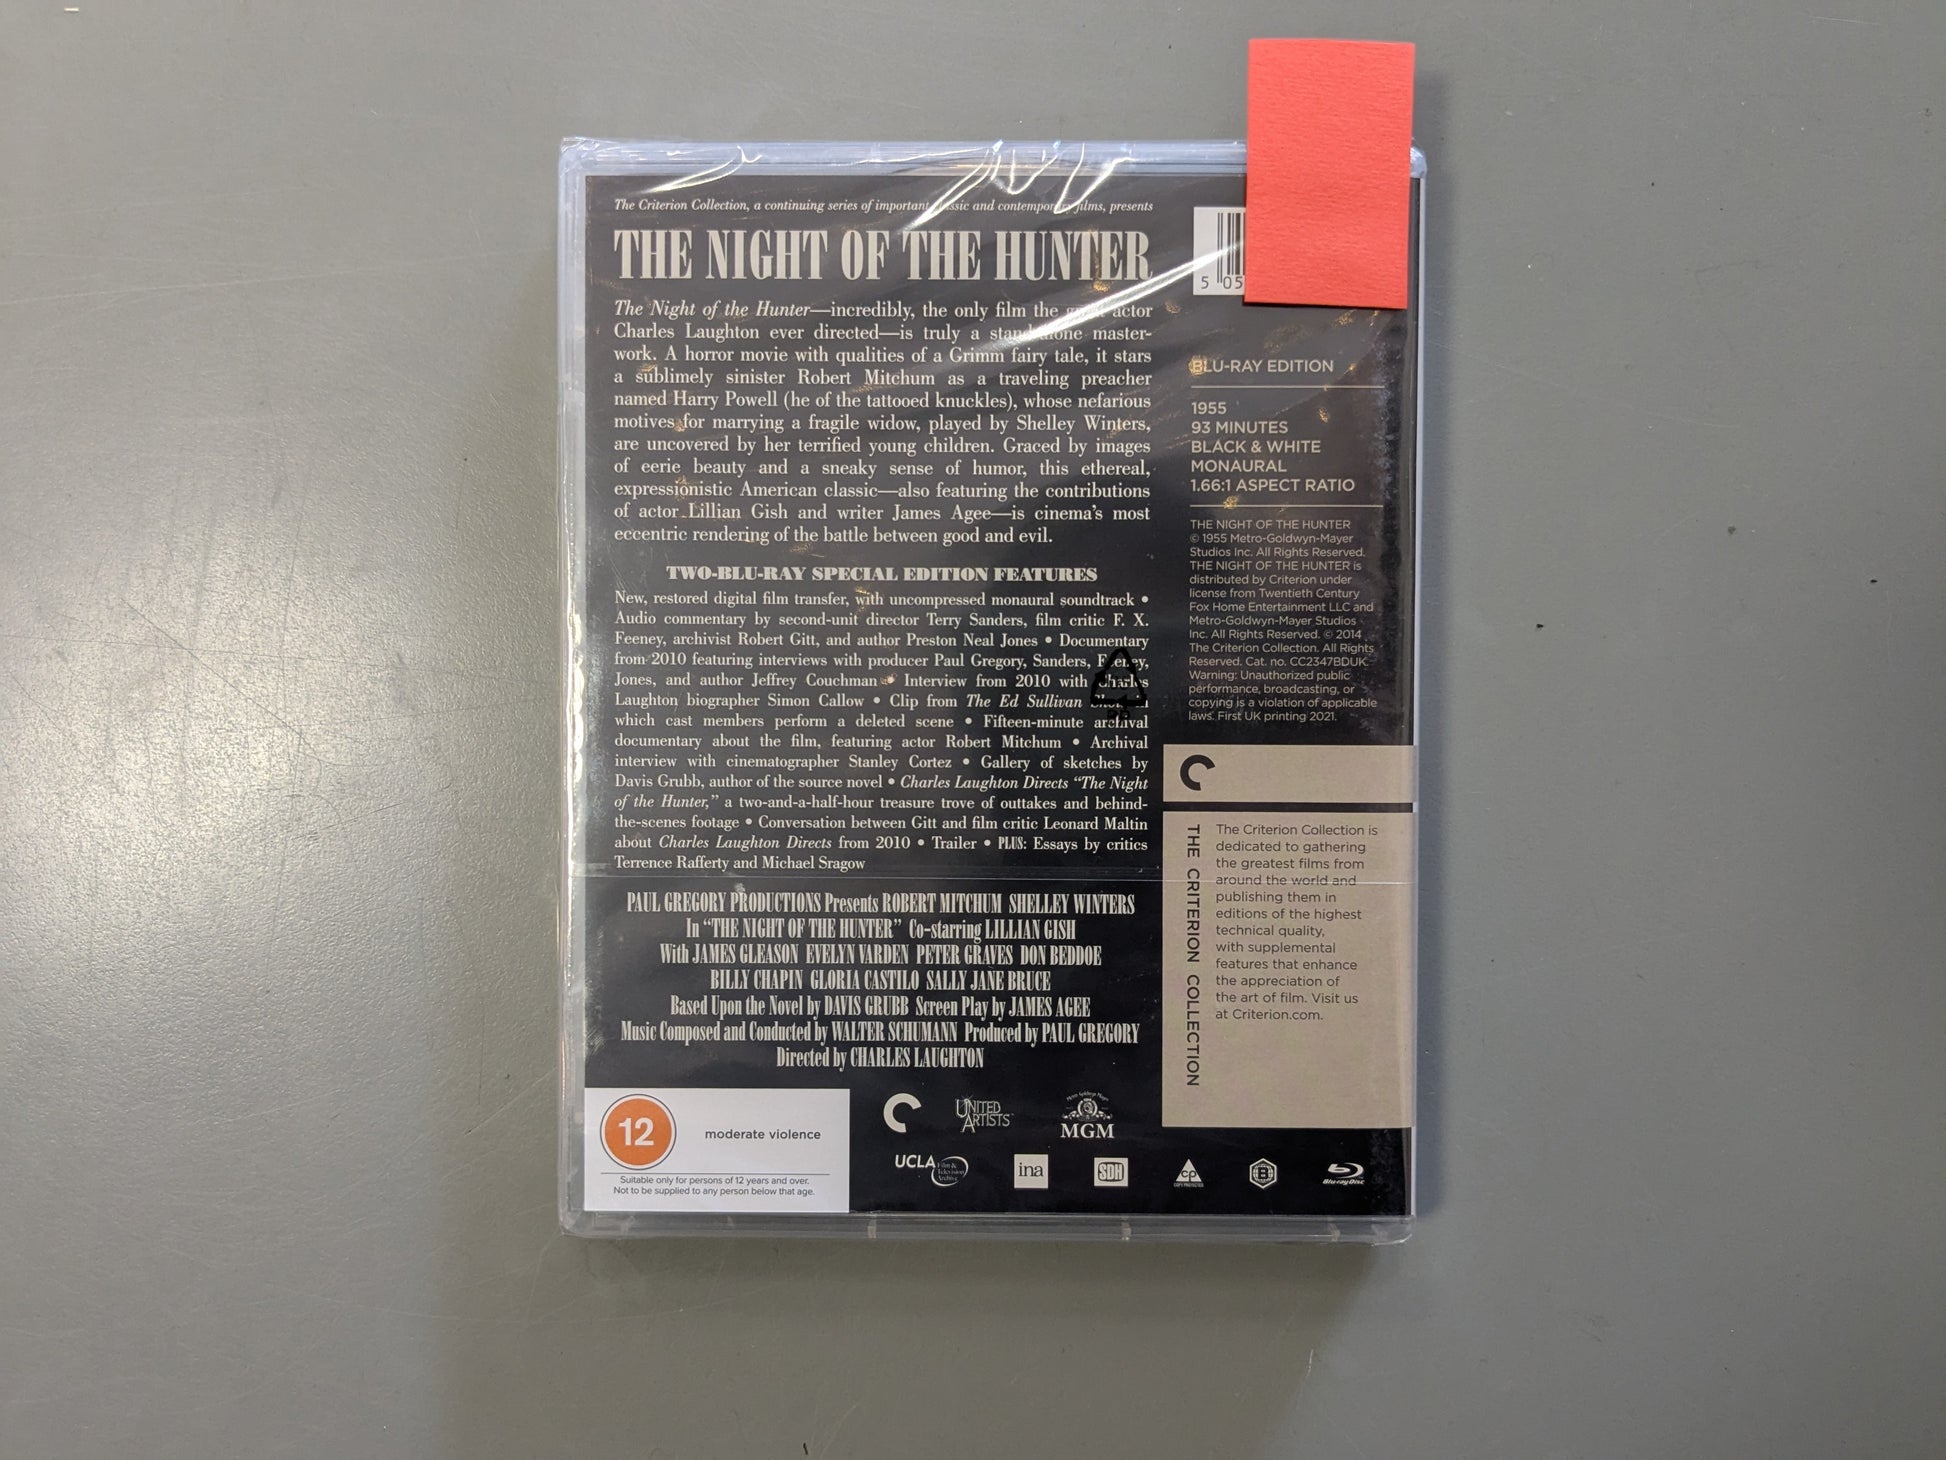 The Criterion Collection, a continuing series of important classic and contemporary films, presents
THE NIGHT OF THE HUNTER
The Night of the Hunter—incredibly, the only film the great actor
Charles Laughton ever directed—is truly a stand-alone master-
work. A horror movie with qualities of a Grimm fairy tale, it stars
a sublimely sinister Robert Mitchum as a traveling preacher
named Harry Powell (he of the tattooed knuckles), whose nefarious
motives for marrying a fragile widow, played by Shelley Winters,
are uncovered by her terrified young children. Graced by images
of eerie beauty and a sneaky sense of humor, this ethereal,
expressionistic American classic—also featuring the contributions
of actor Lillian Gish and writer James Agee—is cinema's most
eccentric rendering of the battle between good and evil.
TWO-BLU-RAY SPECIAL EDITION FEATURES
New, restored digital film transfer, with uncompressed monaural soundtrack •
Audio commentary by second-unit director Terry Sanders, film critic F. X.
Feeney, archivist Robert Gitt, and author Preston Neal Jones • Documentary
from 2010 featuring interviews with producer Paul Gregory, Sanders, Feeney,
Jones, and author Jeffrey Couchman • Interview from 2010 with Charles
Laughton biographer Simon Callow • Clip from The Ed Sullivan Show in
which cast members perform a deleted scene • Fifteen-minute archival
documentary about the film, featuring actor Robert Mitchum • Archival
interview with cinematographer Stanley Cortez • Gallery of sketches by
Davis Grubb, author of the source novel • Charles Laughton Directs “The Night
of the Hunter,” a two-and-a-half-hour treasure trove of outtakes and behind-
the-scenes footage • Conversation between Gitt and film critic Leonard Maltin
about Charles Laughton Directs from 2010 • Trailer • PLUS: Essays by critics
Terrence Rafferty and Michael Sragow
PAUL GREGORY PRODUCTIONS Presents ROBERT MITCHUM SHELLEY WINTERS
In “THE NIGHT OF THE HUNTER” Co-starring LILLIAN GISH
With JAMES GLEASON EVELYN VARDEN PETER GRAVES DON BEDDOE
BILLY CHAPIN GLORIA CASTILO SALLY JANE BRUCE
Based Upon the Novel by DAVIS GRUBB Screen Play by JAMES AGEE
Music Composed and Conducted by WALTER SCHUMANN Produced by PAUL GREGORY
Directed by CHARLES LAUGHTON
12
moderate violence
Suitable only for persons of 12 years and over.
Not to be supplied to any person below that age.
UNITED
ARTISTS
Metro Goldwyn Mayer
MGM
UCLA Film &
Television
Archive
ina
SDH
CP
COPY PROTECTED
B
Blu-ray Disc
5 05
BLU-RAY EDITION
1955
93 MINUTES
BLACK & WHITE
MONAURAL
1.66:1 ASPECT RATIO
THE NIGHT OF THE HUNTER
© 1955 Metro-Goldwyn-Mayer
Studios Inc. All Rights Reserved.
THE NIGHT OF THE HUNTER is
distributed by Criterion under
license from Twentieth Century
Fox Home Entertainment LLC and
Metro-Goldwyn-Mayer Studios
Inc. All Rights Reserved. © 2014
The Criterion Collection. All Rights
Reserved. Cat. no. CC2347BDUK.
Warning: Unauthorized public
performance, broadcasting, or
copying is a violation of applicable
laws. First UK printing 2021.
THE CRITERION COLLECTION
The Criterion Collection is
dedicated to gathering
the greatest films from
around the world and
publishing them in
editions of the highest
technical quality,
with supplemental
features that enhance
the appreciation of
the art of film. Visit us
at Criterion.com.